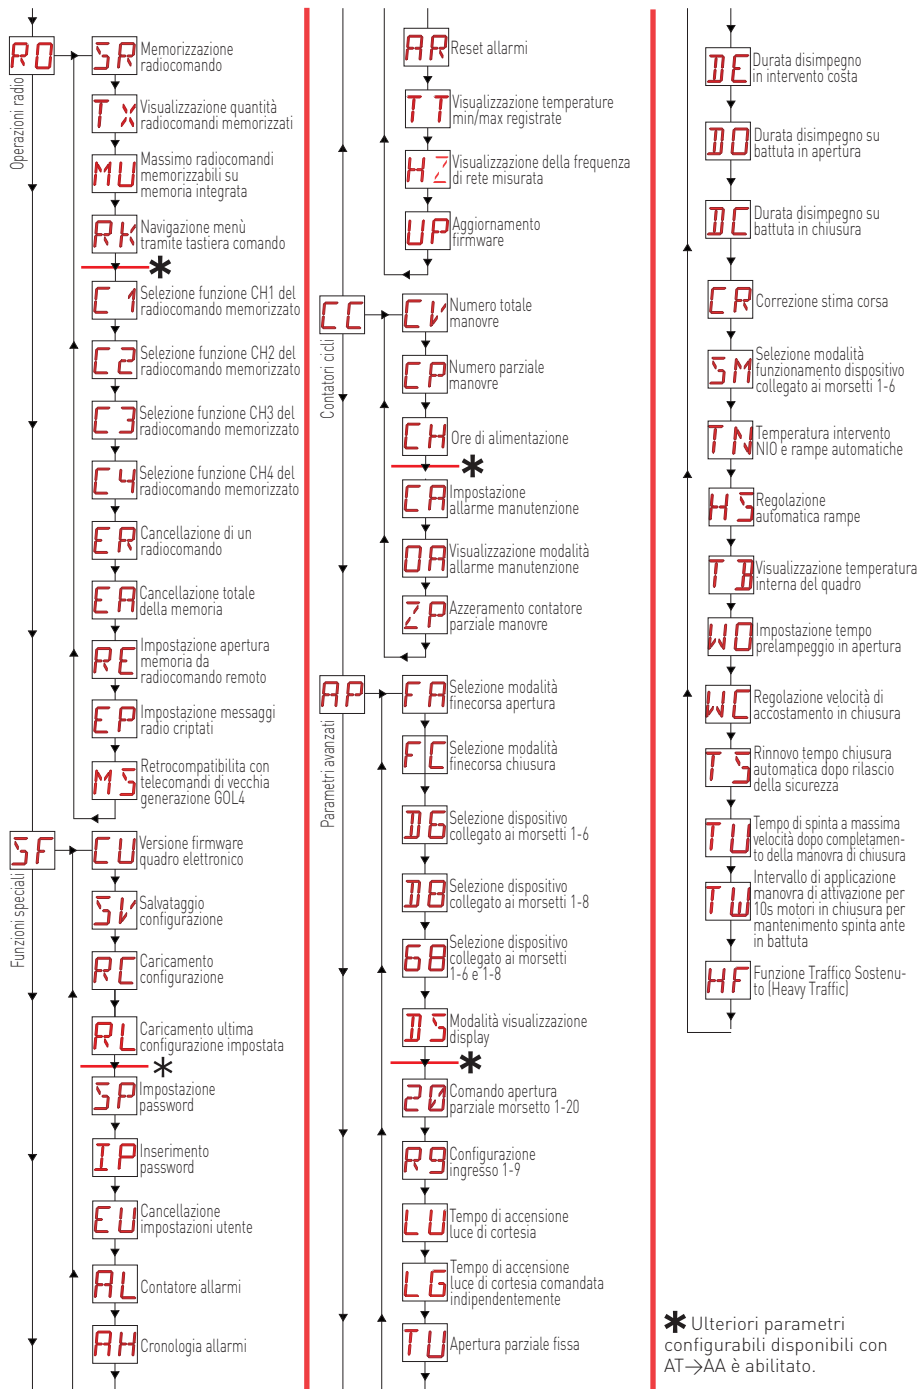 RO
Operazioni radio
SR
Memorizzazione
radiocomando
TX
Visualizzazione quantità
radiocomandi memorizzati
MU
Massimo radiocomandi
memorizzabili su
memoria integrata
RK
Navigazione menù
tramite tastiera comando
*
C1
Selezione funzione CH1 del
radiocomando memorizzato
C2
Selezione funzione CH2 del
radiocomando memorizzato
C3
Selezione funzione CH3 del
radiocomando memorizzato
C4
Selezione funzione CH4 del
radiocomando memorizzato
ER
Cancellazione di un
radiocomando
EA
Cancellazione totale
della memoria
RE
Impostazione apertura
memoria da
radiocomando remoto
EP
Impostazione messaggi
radio criptati
MS
Retrocompatibilita con
telecomandi di vecchia
generazione GOL4
SF
Funzioni speciali
CU
Versione firmware
quadro elettronico
SV
Salvataggio
configurazione
RC
Caricamento
configurazione
RL
Caricamento ultima
configurazione impostata
*
SP
Impostazione
password
IP
Inserimento
password
EU
Cancellazione
impostazioni utente
AL
Contatore allarmi
AH
Cronologia allarmi
AR
Reset allarmi
TT
Visualizzazione temperature
min/max registrate
HZ
Visualizzazione della frequenza
di rete misurata
UP
Aggiornamento
firmware
CC
Contatori cicli
CV
Numero totale
manovre
CP
Numero parziale
manovre
CH
Ore di alimentazione
*
CA
Impostazione
allarme manutenzione
OA
Visualizzazione modalità
allarme manutenzione
ZP
Azzeramento contatore
parziale manovre
AP
Parametri avanzati
FA
Selezione modalità
finecorsa apertura
FC
Selezione modalità
finecorsa chiusura
D6
Selezione dispositivo
collegato ai morsetti 1-6
D8
Selezione dispositivo
collegato ai morsetti 1-8
68
Selezione dispositivo
collegato ai morsetti
1-6 e 1-8
DS
Modalità visualizzazione
display
*
20
Comando apertura
parziale morsetto 1-20
R9
Configurazione
ingresso 1-9
LU
Tempo di accensione
luce di cortesia
LG
Tempo di accensione
luce di cortesia comandata
indipendentemente
TU
Apertura parziale fissa
DE
Durata disimpegno
in intervento costa
DO
Durata disimpegno su
battuta in apertura
DC
Durata disimpegno su
battuta in chiusura
CR
Correzione stima corsa
SM
Selezione modalità
funzionamento dispositivo
collegato ai morsetti 1-6
TN
Temperatura intervento
NIO e rampe automatiche
HS
Regolazione
automatica rampe
TB
Visualizzazione temperatura
interna del quadro
WO
Impostazione tempo
prelampeggio in apertura
WC
Regolazione velocità di
accostamento in chiusura
TS
Rinnovo tempo chiusura
automatica dopo rilascio
della sicurezza
TU
Tempo di spinta a massima
velocità dopo completamen-
to della manovra di chiusura
TW
Intervallo di applicazione
manovra di attivazione per
10s motori in chiusura per
mantenimento spinta ante
in battuta
HF
Funzione Traffico Sostenu-
to (Heavy Traffic)
* Ulteriori parametri
configurabili disponibili con
AT→AA è abilitato.